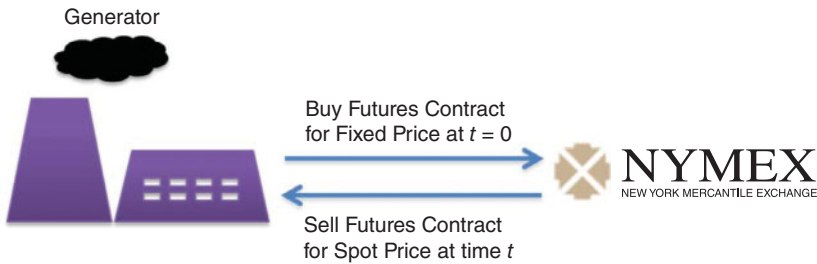 Generator
Buy Futures Contract
for Fixed Price at t = 0
NYMEX
NEW YORK MERCANTILE EXCHANGE
Sell Futures Contract
for Spot Price at time t